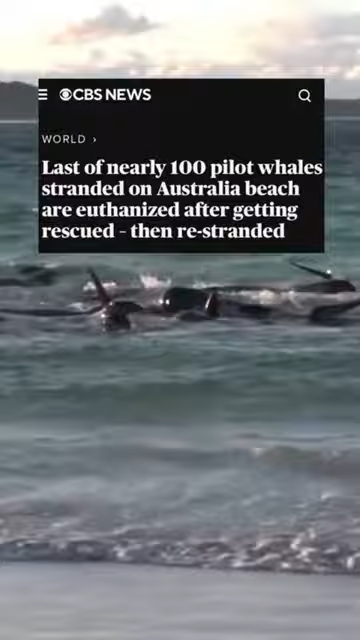 CBS NEWS
WORLD ›
Last of nearly 100 pilot whales
stranded on Australia beach
are euthanized after getting
rescued - then re-stranded